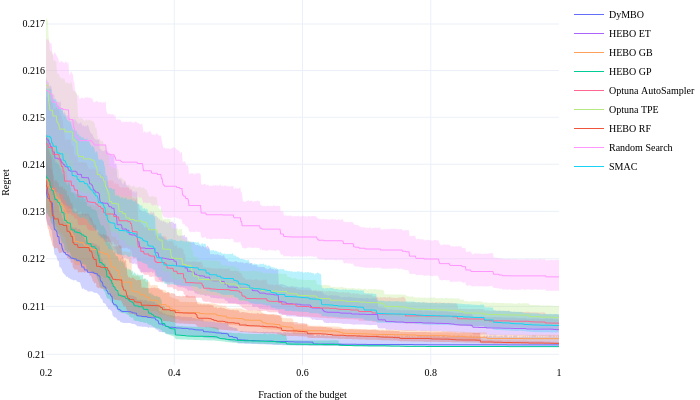 0.217
0.216
0.215
0.214
0.213
0.212
0.211
0.21
Regret
0.2
0.4
0.6
0.8
1
Fraction of the budget
DyMBO
HEBO ET
HEBO GB
HEBO GP
Optuna AutoSampler
Optuna TPE
HEBO RF
Random Search
SMAC